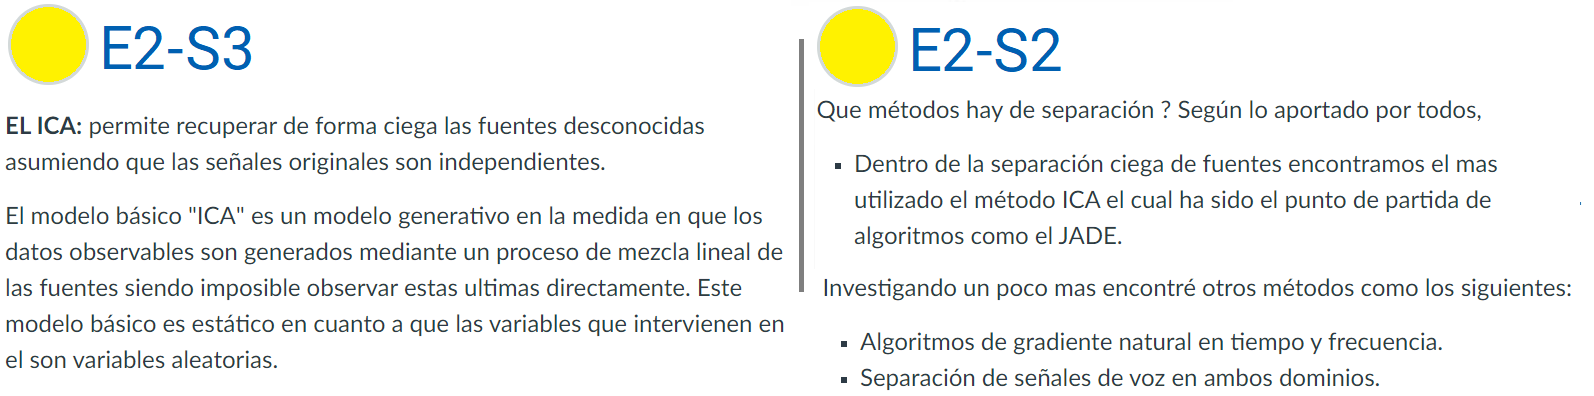 E2-S3
EL ICA: permite recuperar de forma ciega las fuentes desconocidas
asumiendo que las señales originales son independientes.
El modelo básico "ICA" es un modelo generativo en la medida en que los
datos observables son generados mediante un proceso de mezcla lineal de
las fuentes siendo imposible observar estas ultimas directamente. Este
modelo básico es estático en cuanto a que las variables que intervienen en
el son variables aleatorias.
E2-S2
Que métodos hay de separación ? Según lo aportado por todos,
▪ Dentro de la separación ciega de fuentes encontramos el mas
utilizado el método ICA el cual ha sido el punto de partida de
algoritmos como el JADE.
Investigando un poco mas encontré otros métodos como los siguientes:
▪ Algoritmos de gradiente natural en tiempo y frecuencia.
▪ Separación de señales de voz en ambos dominios.